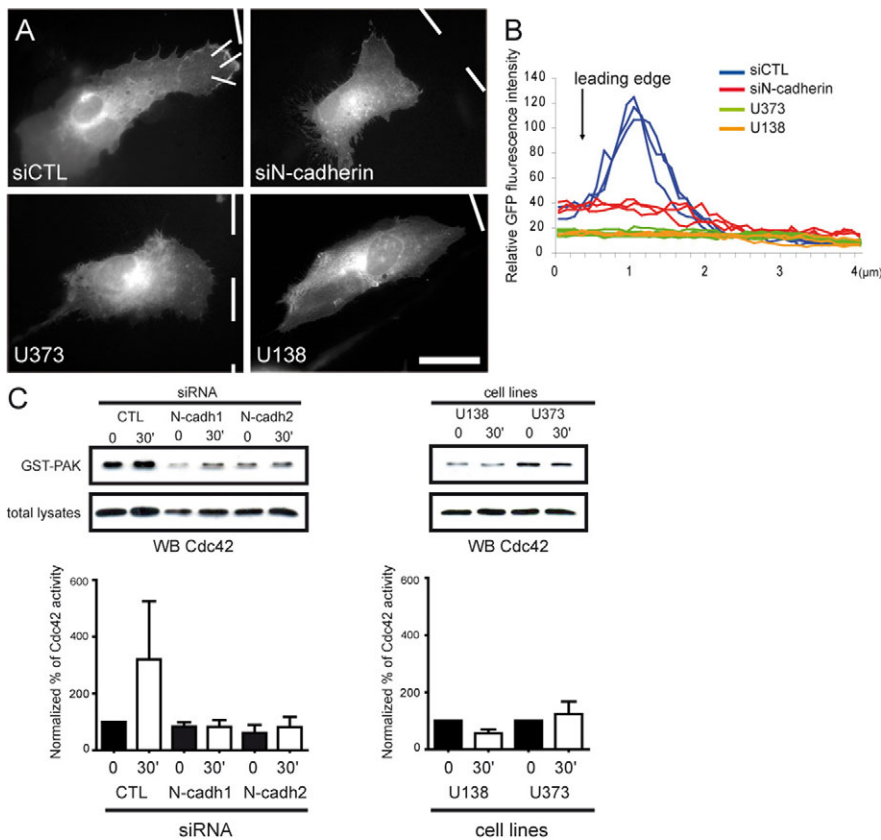 A
siCTL
siN-cadherin
U373
U138
B
leading edge
siCTL
siN-cadherin
U373
U138
Relative GFP fluorescence intensity
140
120
100
80
60
40
20
0
0 1 2 3 4 (µm)
C
siRNA
CTL N-cadh1 N-cadh2
0 30' 0 30' 0 30'
GST-PAK
total lysates
WB Cdc42
cell lines
U138 U373
0 30' 0 30'
WB Cdc42
Normalized % of Cdc42 activity
600
400
200
0
0 30' 0 30' 0 30'
CTL N-cadh1 N-cadh2
siRNA
Normalized % of Cdc42 activity
600
400
200
0
0 30' 0 30'
U138 U373
cell lines